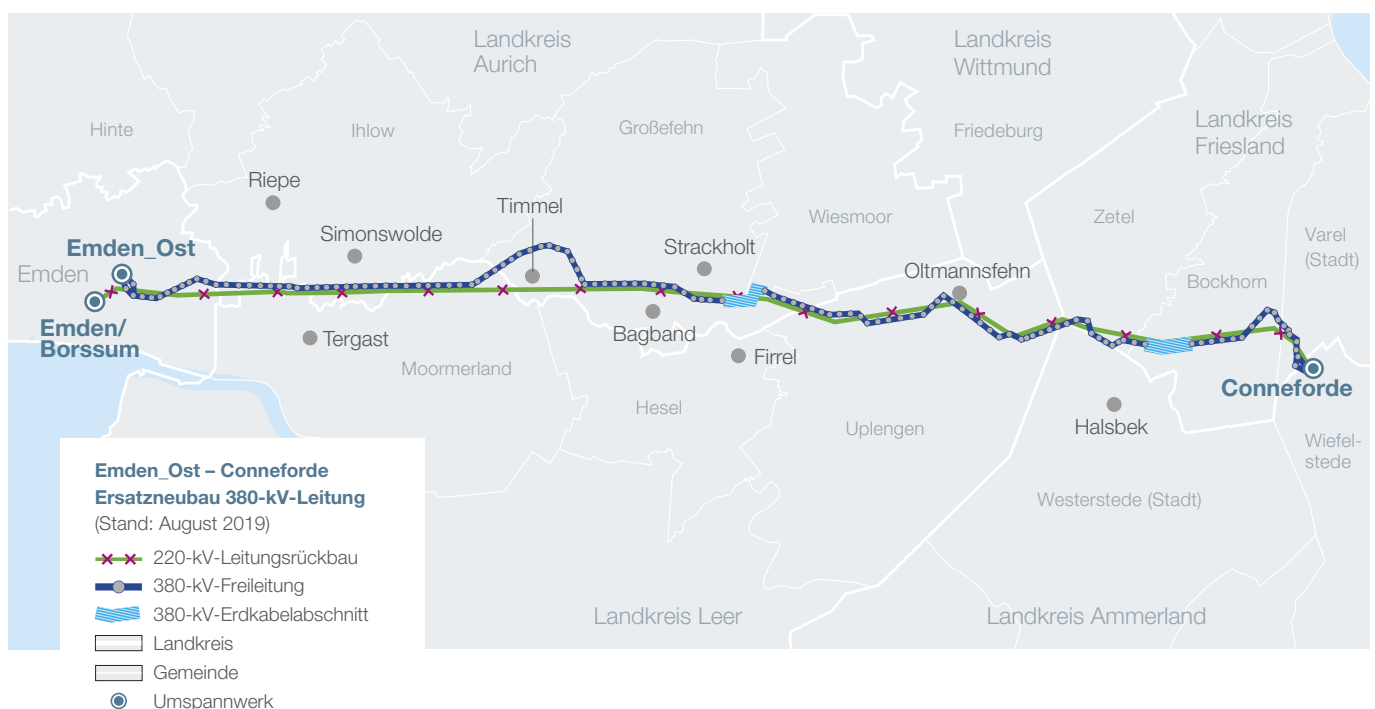 Landkreis
Aurich
Landkreis
Wittmund
Hinte
Ihlow
Großefehn
Friedeburg
Landkreis
Friesland
Riepe
Timmel
Wiesmoor
Zetel
Simonswolde
Strackholt
Varel
(Stadt)
Emden_Ost
Emden
Oltmannsfehn
Bockhorn
Emden/
Borssum
Tergast
Bagband
Firrel
Moormerland
Conneforde
Hesel
Uplengen
Halsbek
Wiefel-
stede
Westerstede (Stadt)
Landkreis Leer
Landkreis Ammerland
Emden_Ost – Conneforde
Ersatzneubau 380-kV-Leitung
(Stand: August 2019)
220-kV-Leitungsrückbau
380-kV-Freileitung
380-kV-Erdkabelabschnitt
Landkreis
Gemeinde
Umspannwerk